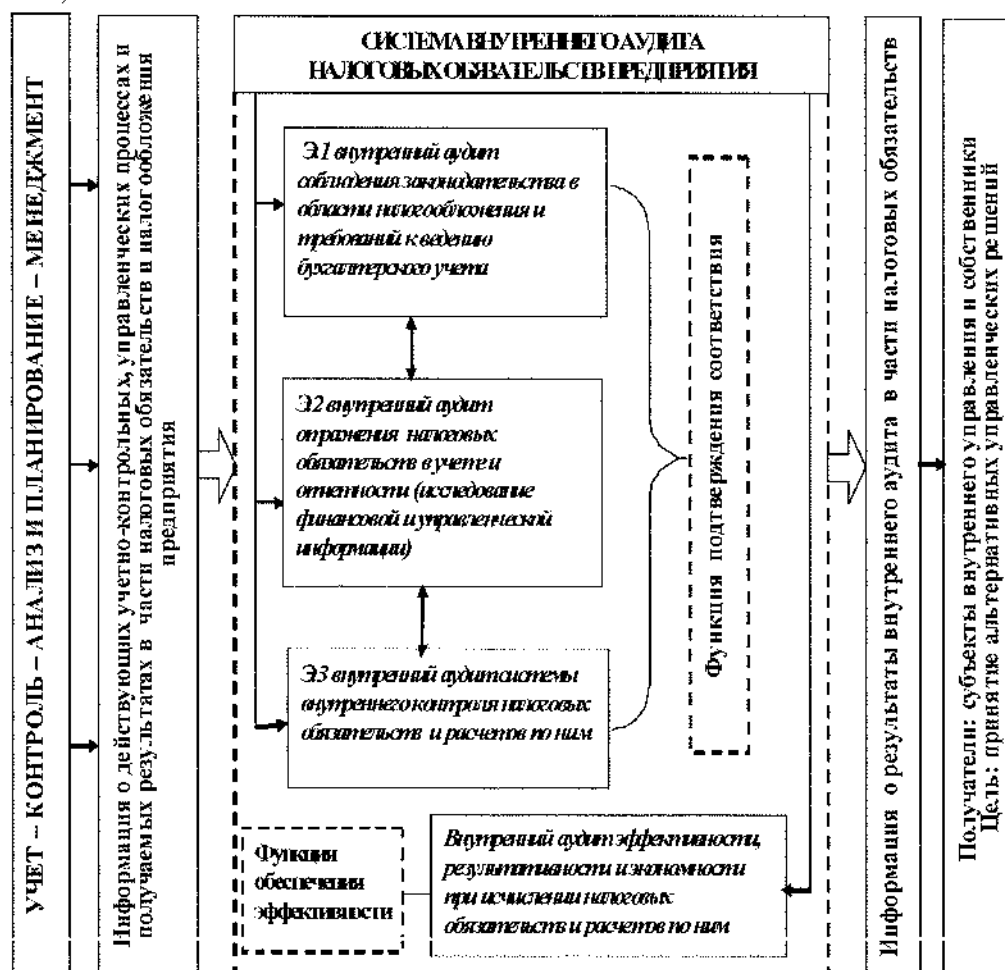 УЧЕТ – КОНТРОЛЬ – АНАЛИЗ И ПЛАНИРОВАНИЕ – МЕНЕДЖМЕНТ
Информация о действующих учетно-контрольных, управленческих процессах и
получаемых результатах в части налоговых обязательств и налогообложения
предприятия
СИСТЕМА ВНУТРЕННЕГО АУДИТА
НАЛОГОВЫХ ОБЯЗАТЕЛЬСТВ ПРЕДПРИЯТИЯ
Э1 внутренний аудит
соблюдения законодательства в
области налогообложения и
требований к ведению
бухгалтерского учета
Э2 внутренний аудит
отражения налоговых
обязательств в учете и
отчетности (исследование
финансовой и управленческой
информации)
Э3 внутренний аудит системы
внутреннего контроля налоговых
обязательств и расчетов по ним
Функция подтверждения соответствия
Функция
обеспечения
эффективности
Внутренний аудит эффективности,
результативности и экономности
при исчислении налоговых
обязательств и расчетов по ним
Информация о результаты внутреннего аудита в части налоговых обязательств
Получатели: субъекты внутреннего управления и собственники
Цель: принятие альтернативных управленческих решений